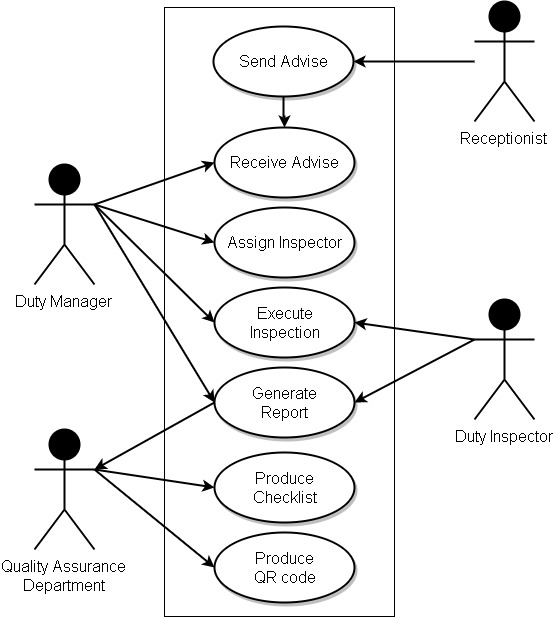 Send Advise
Receptionist
Receive Advise
Assign Inspector
Duty Manager
Execute
Inspection
Generate
Report
Duty Inspector
Produce
Checklist
Quality Assurance
Department
Produce
QR code